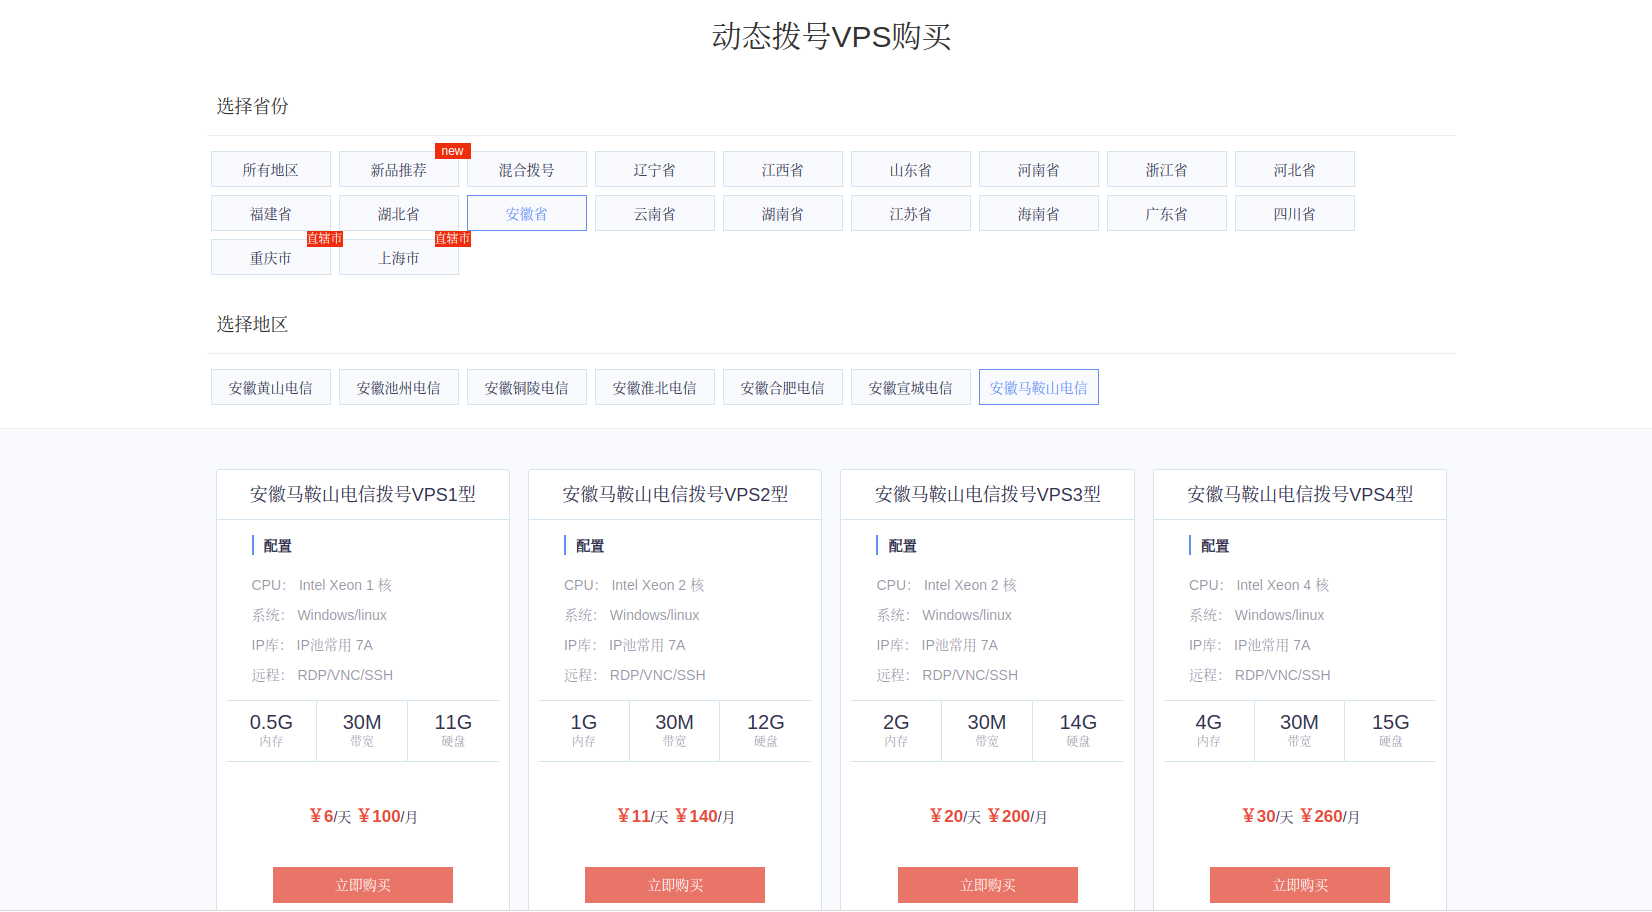 动态拨号VPS购买
选择省份
new
所有地区 新品推荐 混合拨号 辽宁省 江西省 山东省 河南省 浙江省 河北省
福建省 湖北省 安徽省 云南省 湖南省 江苏省 海南省 广东省 四川省
直辖市 直辖市
重庆市 上海市
选择地区
安徽黄山电信 安徽池州电信 安徽铜陵电信 安徽淮北电信 安徽合肥电信 安徽宣城电信 安徽马鞍山电信
安徽马鞍山电信拨号VPS1型 安徽马鞍山电信拨号VPS2型 安徽马鞍山电信拨号VPS3型 安徽马鞍山电信拨号VPS4型
配置 配置 配置 配置
CPU： Intel Xeon 1 核 CPU： Intel Xeon 2 核 CPU： Intel Xeon 2 核 CPU： Intel Xeon 4 核
系统： Windows/linux 系统： Windows/linux 系统： Windows/linux 系统： Windows/linux
IP库： IP池常用 7A IP库： IP池常用 7A IP库： IP池常用 7A IP库： IP池常用 7A
远程： RDP/VNC/SSH 远程： RDP/VNC/SSH 远程： RDP/VNC/SSH 远程： RDP/VNC/SSH
0.5G 30M 11G 1G 30M 12G 2G 30M 14G 4G 30M 15G
内存 带宽 硬盘 内存 带宽 硬盘 内存 带宽 硬盘 内存 带宽 硬盘
￥6/天 ￥100/月 ￥11/天 ￥140/月 ￥20/天 ￥200/月 ￥30/天 ￥260/月
立即购买 立即购买 立即购买 立即购买